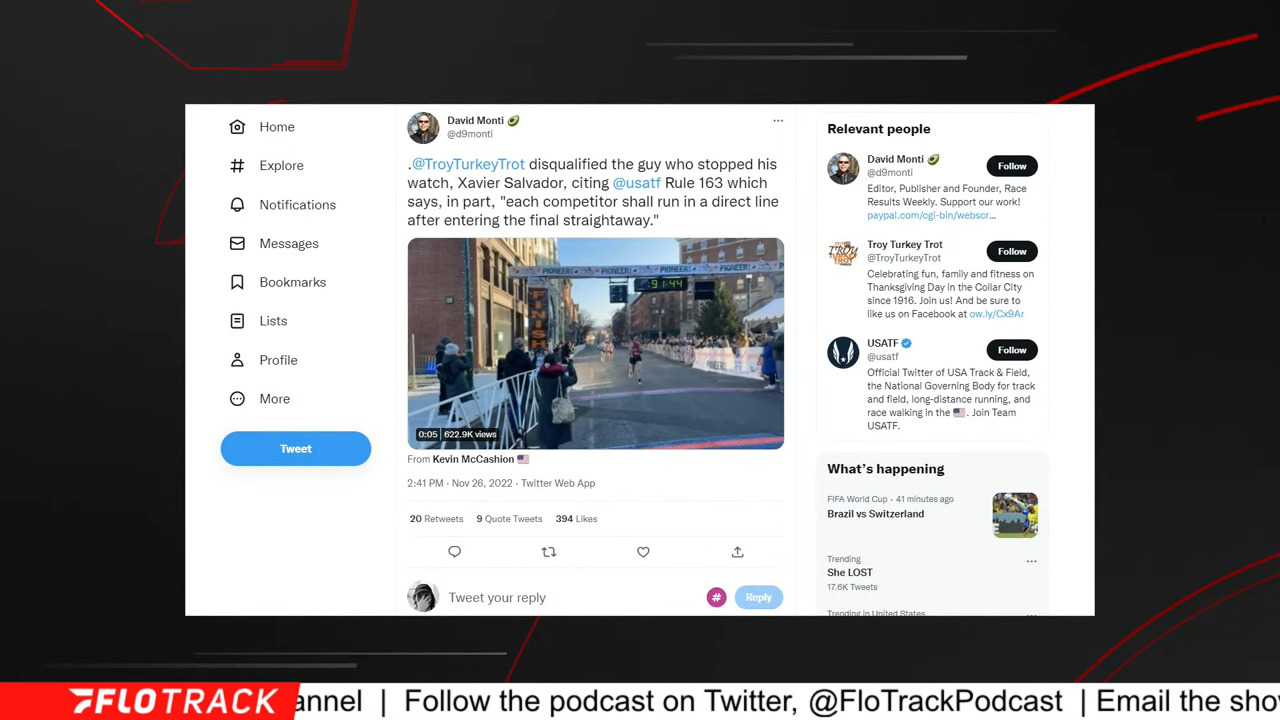 Home
Explore
Notifications
Messages
Bookmarks
Lists
Profile
More
Tweet
David Monti
@d9monti
.@TroyTurkeyTrot disqualified the guy who stopped his
watch, Xavier Salvador, citing @usatf Rule 163 which
says, in part, "each competitor shall run in a direct line
after entering the final straightaway."
PIONEER
PIONEER
PIONEER
FINISH
0:05 622.9K views
From Kevin McCashion
2:41 PM · Nov 26, 2022 · Twitter Web App
20 Retweets 9 Quote Tweets 394 Likes
Tweet your reply
#
Reply
Relevant people
David Monti
@d9monti
Follow
Editor, Publisher and Founder, Race
Results Weekly. Support our work!
paypal.com/cgi-bin/webscr...
Troy Turkey Trot
@TroyTurkeyTrot
Follow
Celebrating fun, family and fitness on
Thanksgiving Day in the Collar City
since 1916. Join us! And be sure to
like us on Facebook at ow.ly/Cx9Ar
USATF
@usatf
Follow
Official Twitter of USA Track & Field,
the National Governing Body for track
and field, long-distance running, and
race walking in the 🇺🇸. Join Team
USATF.
What's happening
FIFA World Cup · 41 minutes ago
Brazil vs Switzerland
Trending
She LOST
17.6K Tweets
Trending in United States
FLOTRACK
annel | Follow the podcast on Twitter, @FloTrackPodcast | Email the sho